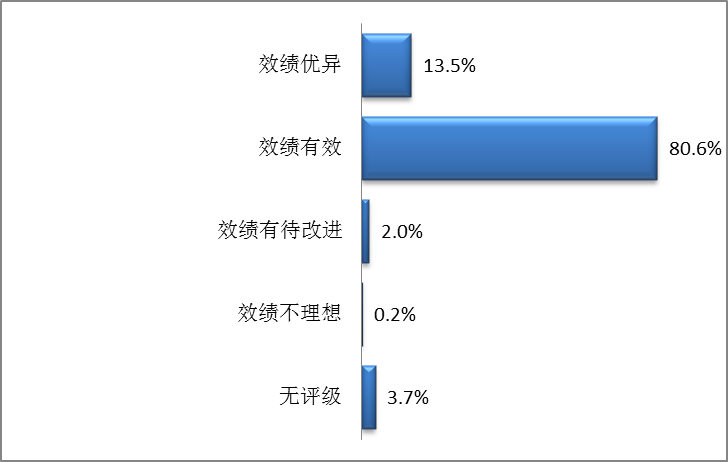 效绩优异 13.5%
效绩有效 80.6%
效绩有待改进 2.0%
效绩不理想 0.2%
无评级 3.7%